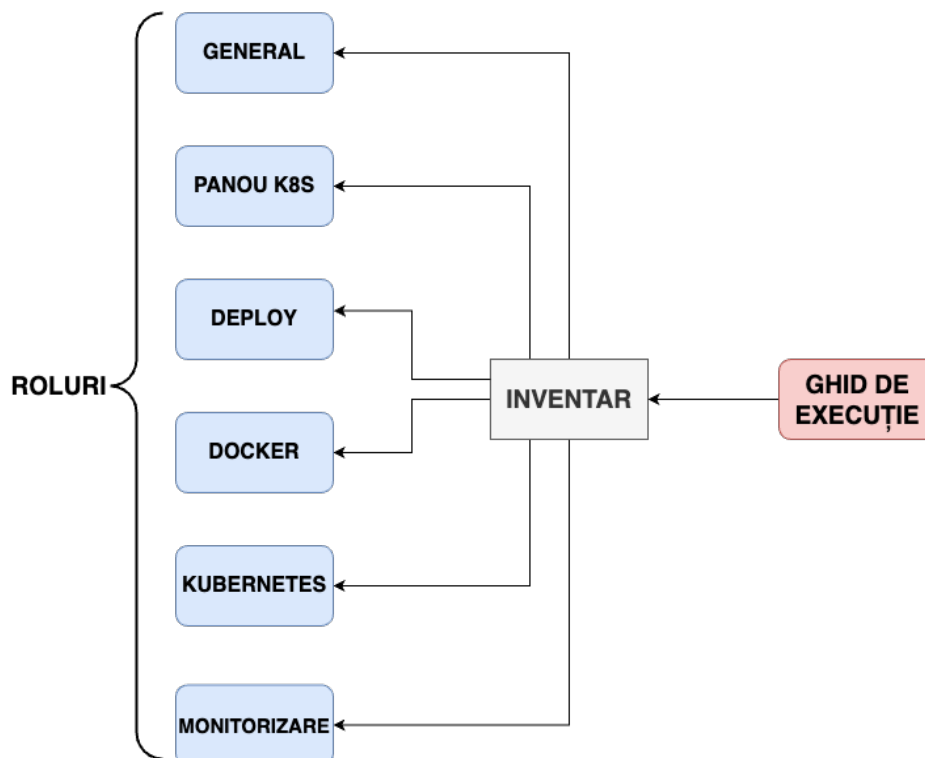 GENERAL
PANOU K8S
DEPLOY
ROLURI
INVENTAR
GHID DE
EXECUȚIE
DOCKER
KUBERNETES
MONITORIZARE